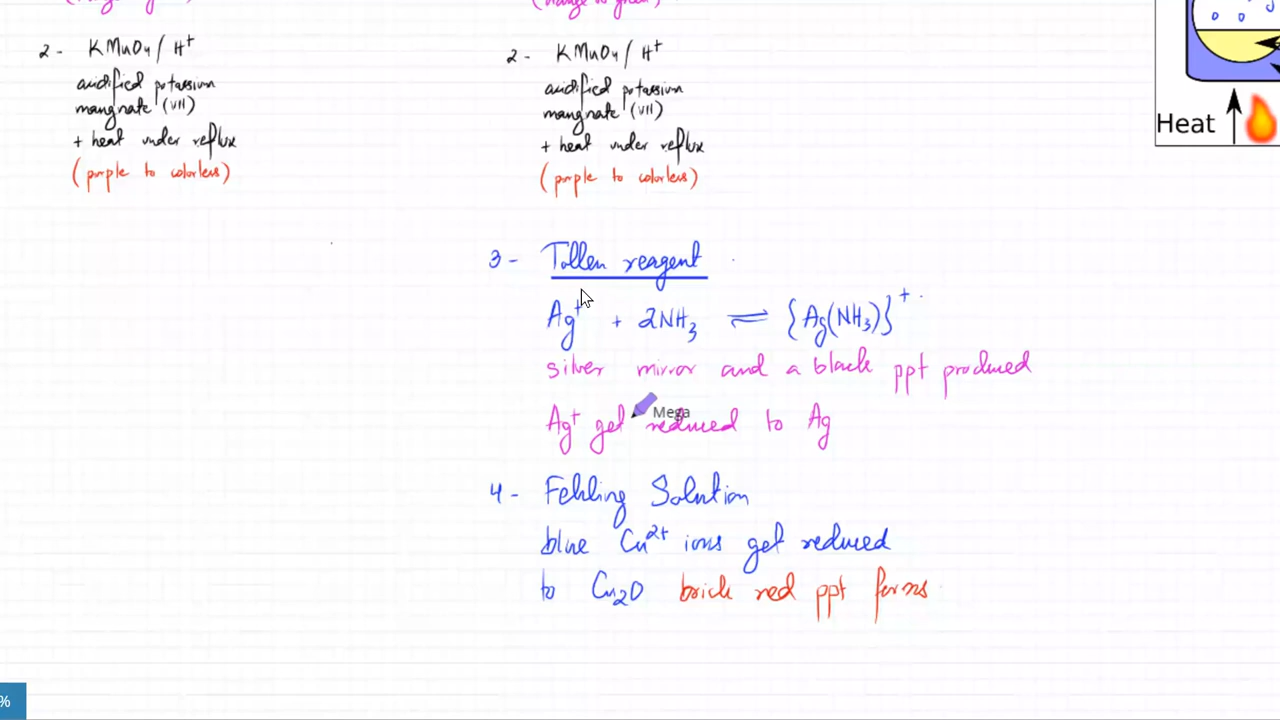 2 - KMnO4 / H+
acidified potassium
mangnate (VII)
+ heat under reflux
(purple to colorless)
(change to green)
2 - KMnO4 / H+
acidified potassium
mangnate (VII)
+ heat under reflux
(purple to colorless)
3 - Tollen reagent
Ag+ + 2NH3 ⇌ {Ag(NH3)}+
silver mirror and a black ppt produced
Ag+ get reduced to Ag
Mega
4 - Fehling Solution
blue Cu2+ ions get reduced
to Cu2O brick red ppt forms
Heat
%